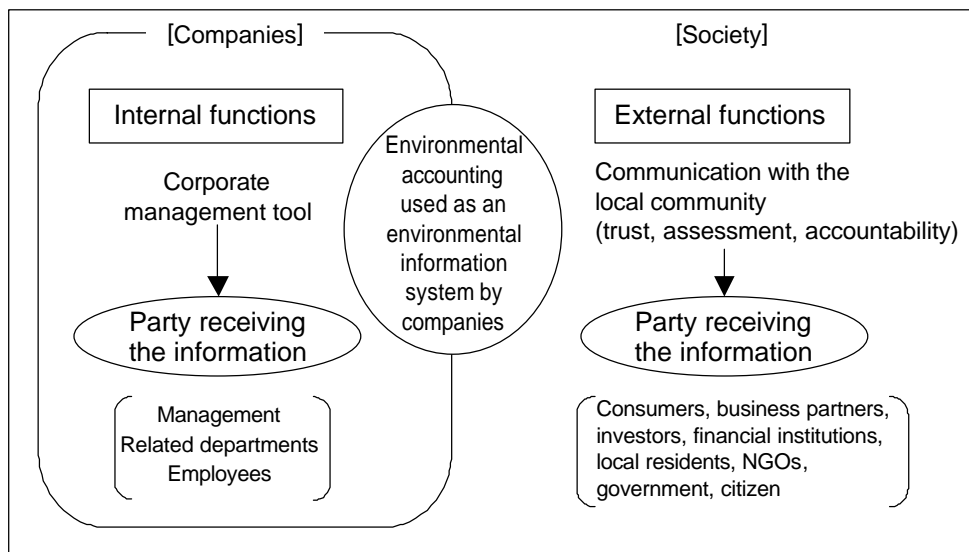 [Companies]
Internal functions
Corporate
management tool
Party receiving
the information
Management
Related departments
Employees
Environmental
accounting
used as an
environmental
information
system by
companies
[Society]
External functions
Communication with the
local community
(trust, assessment, accountability)
Party receiving
the information
Consumers, business partners,
investors, financial institutions,
local residents, NGOs,
government, citizen